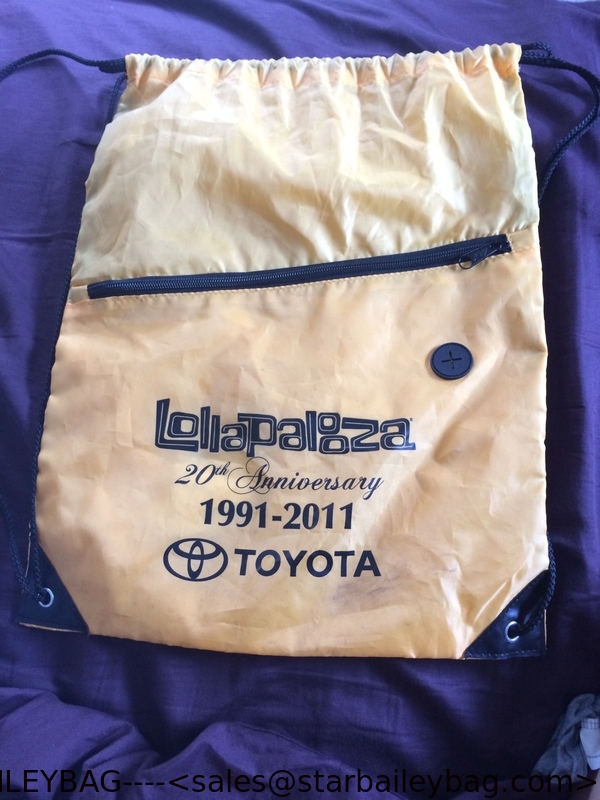 Lollapalooza
20th Anniversary
1991-2011
TOYOTA
ILEYBAG----<sales@starbaileybag.com>